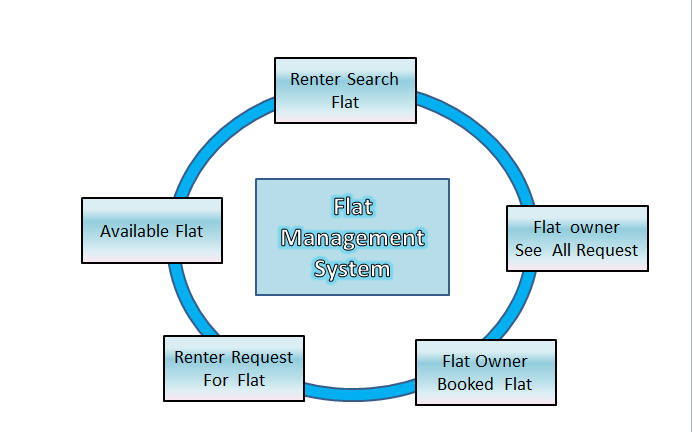 Renter Search
Flat
Flat
Management
System
Available Flat
Flat owner
See All Request
Renter Request
For Flat
Flat Owner
Booked Flat